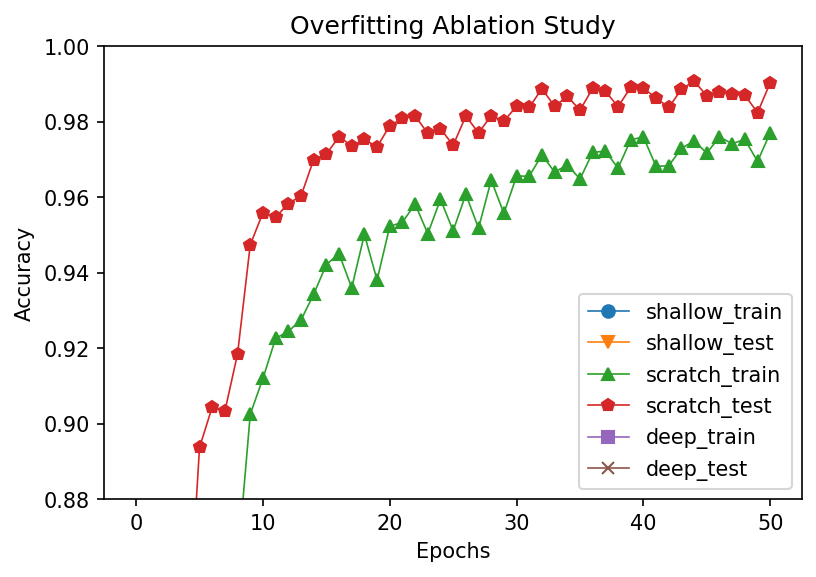 Overfitting Ablation Study
1.00
0.98
0.96
0.94
0.92
0.90
0.88
Accuracy
shallow_train
shallow_test
scratch_train
scratch_test
deep_train
deep_test
0 10 20 30 40 50
Epochs